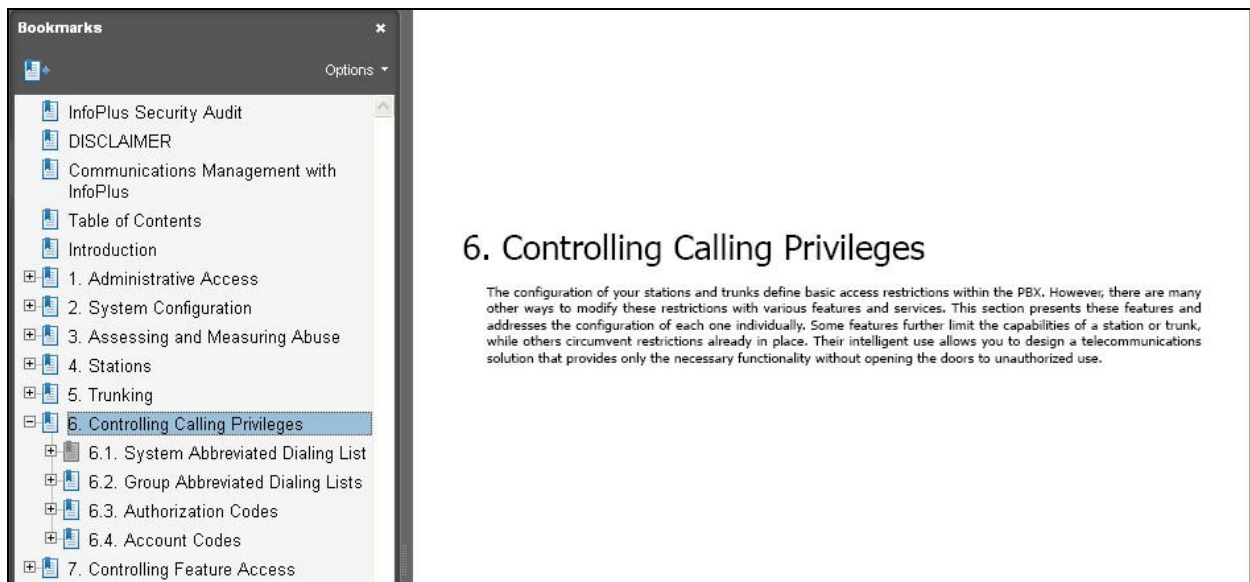 Bookmarks
Options
InfoPlus Security Audit
DISCLAIMER
Communications Management with
InfoPlus
Table of Contents
Introduction
1. Administrative Access
2. System Configuration
3. Assessing and Measuring Abuse
4. Stations
5. Trunking
6. Controlling Calling Privileges
6.1. System Abbreviated Dialing List
6.2. Group Abbreviated Dialing Lists
6.3. Authorization Codes
6.4. Account Codes
7. Controlling Feature Access
6. Controlling Calling Privileges
The configuration of your stations and trunks define basic access restrictions within the PBX. However, there are many
other ways to modify these restrictions with various features and services. This section presents these features and
addresses the configuration of each one individually. Some features further limit the capabilities of a station or trunk,
while others circumvent restrictions already in place. Their intelligent use allows you to design a telecommunications
solution that provides only the necessary functionality without opening the doors to unauthorized use.